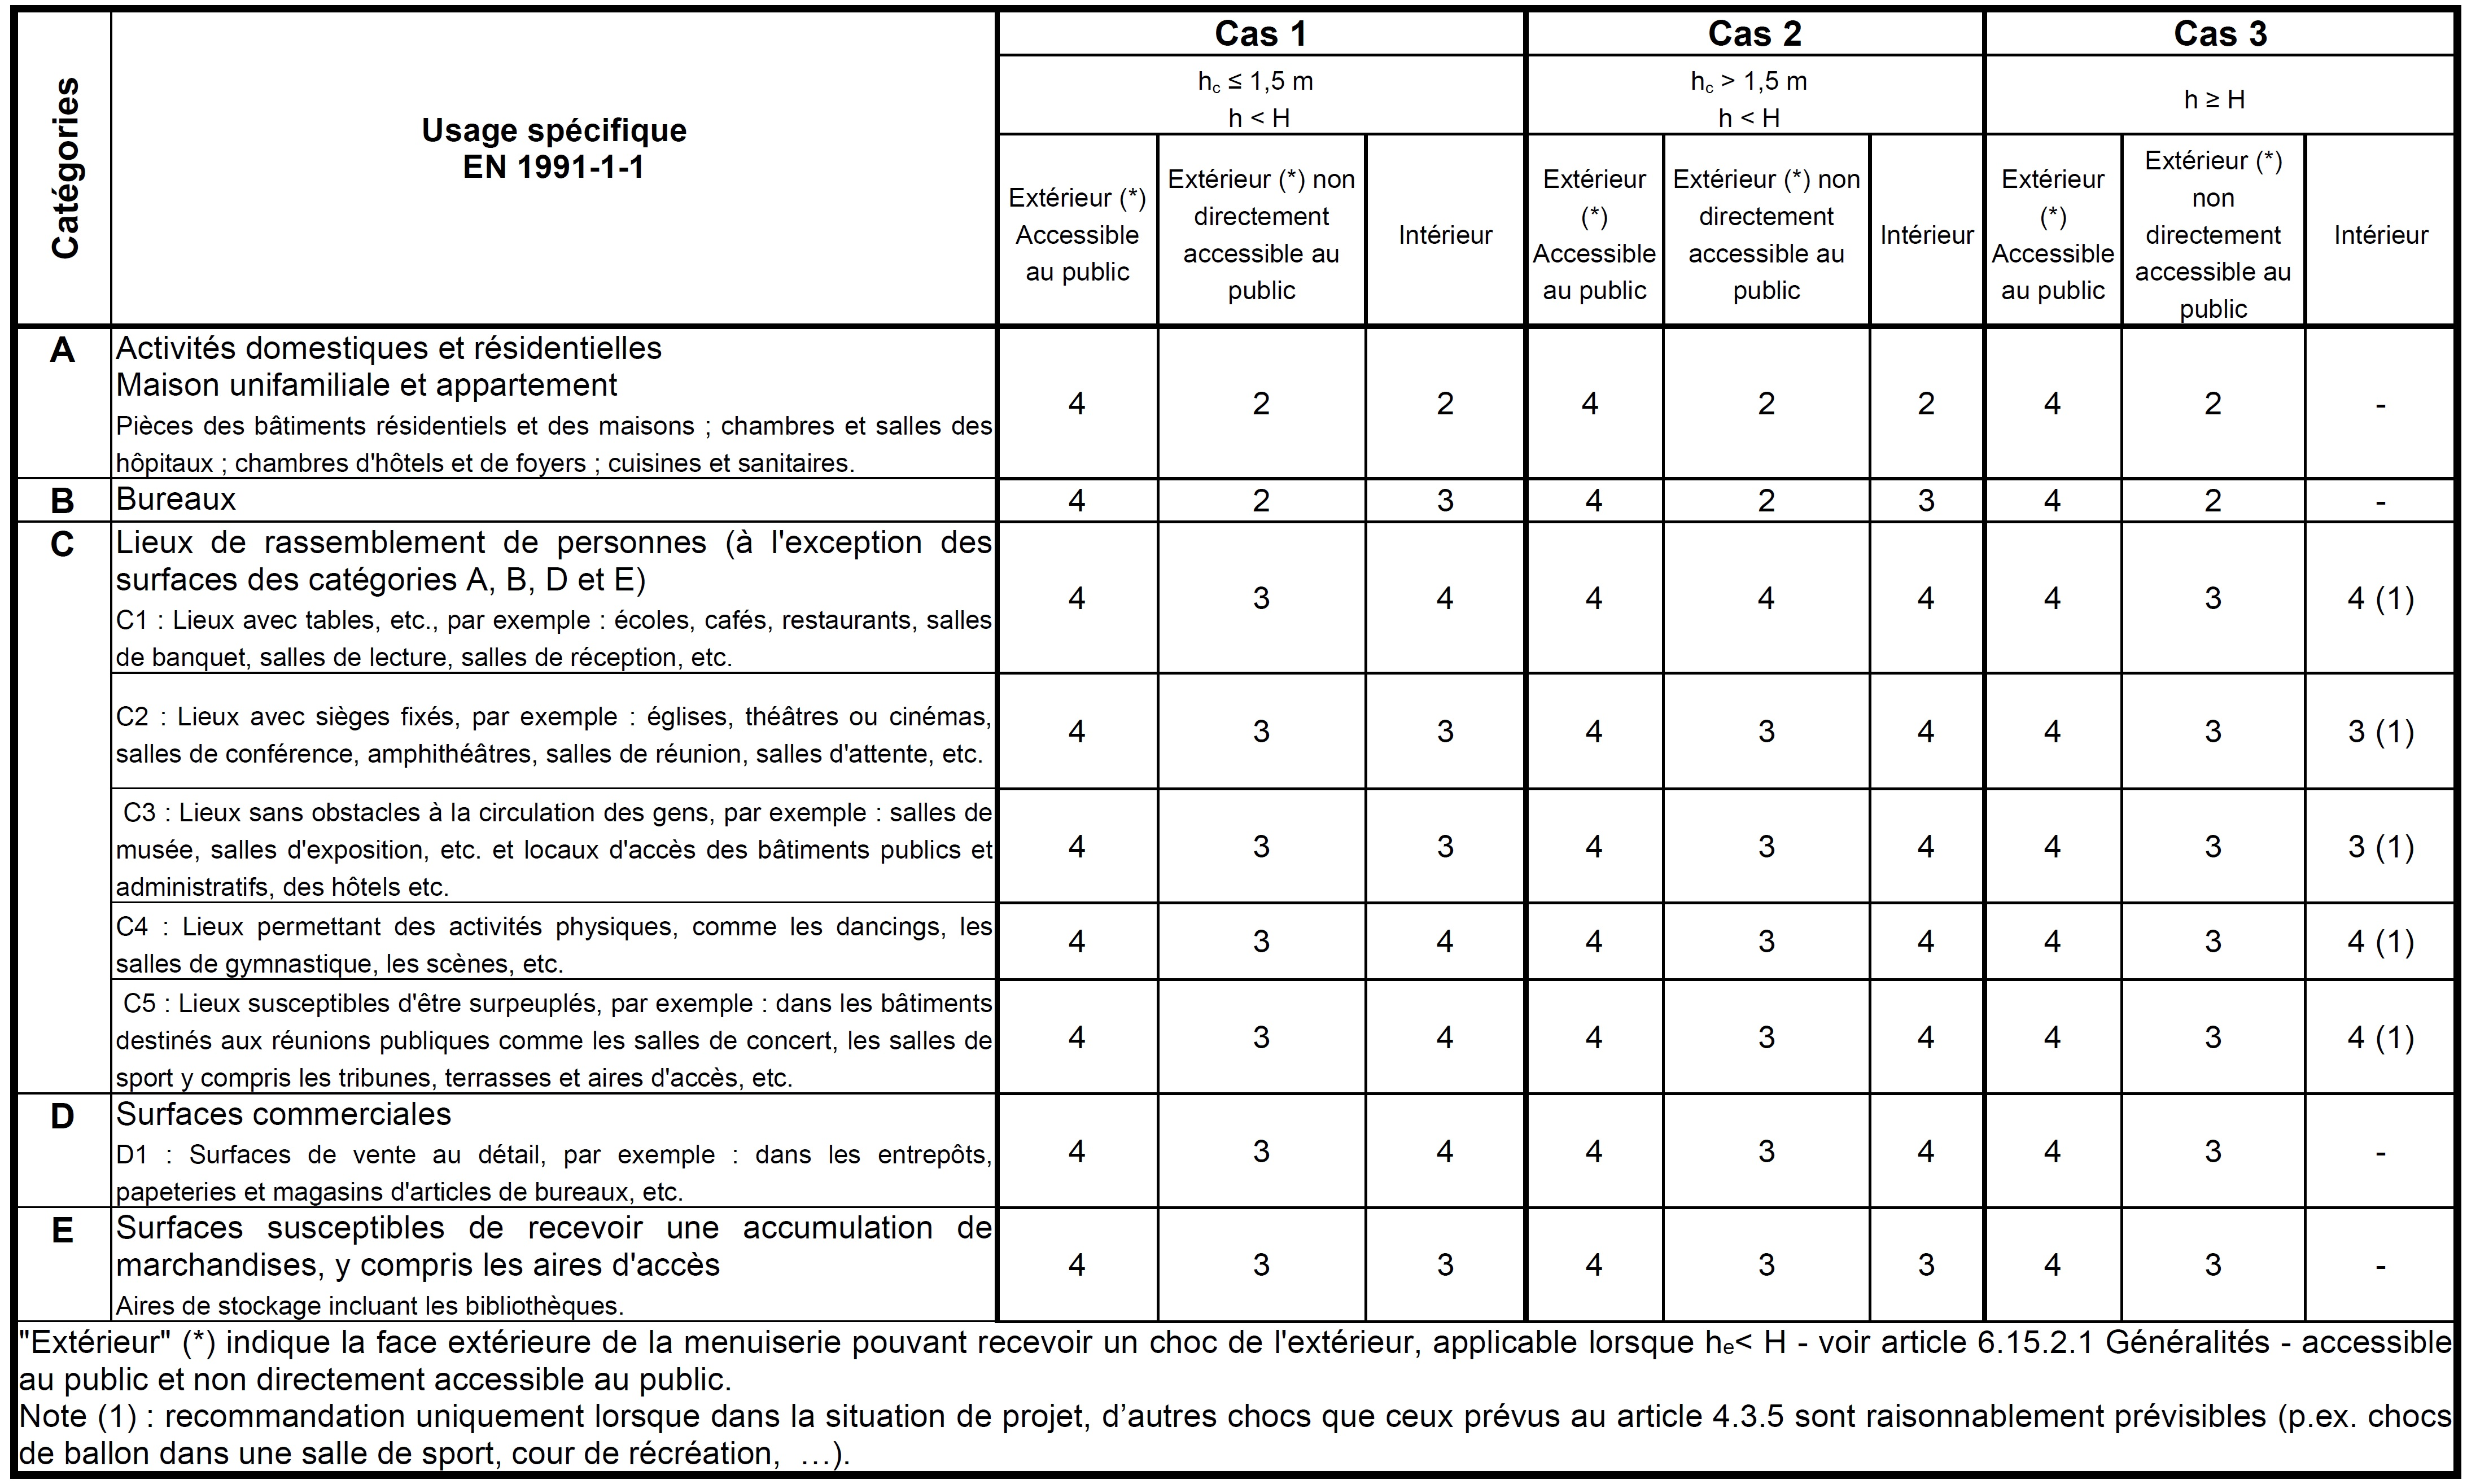 Catégories
Usage spécifique
EN 1991-1-1
Cas 1
Cas 2
Cas 3
hc ≤ 1,5 m
h < H
hc > 1,5 m
h < H
h ≥ H
Extérieur (*)
Accessible
au public
Extérieur (*) non
directement
accessible au
public
Intérieur
Extérieur
(*)
Accessible
au public
Extérieur (*) non
directement
accessible au
public
Intérieur
Extérieur
(*)
Accessible
au public
Extérieur (*)
non
directement
accessible au
public
Intérieur
A
Activités domestiques et résidentielles
Maison unifamiliale et appartement
Pièces des bâtiments résidentiels et des maisons ; chambres et salles des
hôpitaux ; chambres d'hôtels et de foyers ; cuisines et sanitaires.
4 2 2 4 2 2 4 2 -
B
Bureaux
4 2 3 4 2 3 4 2 -
C
Lieux de rassemblement de personnes (à l'exception des
surfaces des catégories A, B, D et E)
C1 : Lieux avec tables, etc., par exemple : écoles, cafés, restaurants, salles
de banquet, salles de lecture, salles de réception, etc.
4 3 4 4 4 4 4 3 4 (1)
C2 : Lieux avec sièges fixés, par exemple : églises, théâtres ou cinémas,
salles de conférence, amphithéâtres, salles de réunion, salles d'attente, etc.
4 3 3 4 3 4 4 3 3 (1)
C3 : Lieux sans obstacles à la circulation des gens, par exemple : salles de
musée, salles d'exposition, etc. et locaux d'accès des bâtiments publics et
administratifs, des hôtels etc.
4 3 3 4 3 4 4 3 3 (1)
C4 : Lieux permettant des activités physiques, comme les dancings, les
salles de gymnastique, les scènes, etc.
4 3 4 4 3 4 4 3 4 (1)
C5 : Lieux susceptibles d'être surpeuplés, par exemple : dans les bâtiments
destinés aux réunions publiques comme les salles de concert, les salles de
sport y compris les tribunes, terrasses et aires d'accès, etc.
4 3 4 4 3 4 4 3 4 (1)
D
Surfaces commerciales
D1 : Surfaces de vente au détail, par exemple : dans les entrepôts,
papeteries et magasins d'articles de bureaux, etc.
4 3 4 4 3 4 4 3 -
E
Surfaces susceptibles de recevoir une accumulation de
marchandises, y compris les aires d'accès
Aires de stockage incluant les bibliothèques.
4 3 3 4 3 3 4 3 -
"Extérieur" (*) indique la face extérieure de la menuiserie pouvant recevoir un choc de l'extérieur, applicable lorsque he< H - voir article 6.15.2.1 Généralités - accessible
au public et non directement accessible au public.
Note (1) : recommandation uniquement lorsque dans la situation de projet, d’autres chocs que ceux prévus au article 4.3.5 sont raisonnablement prévisibles (p.ex. chocs
de ballon dans une salle de sport, cour de récréation, …).